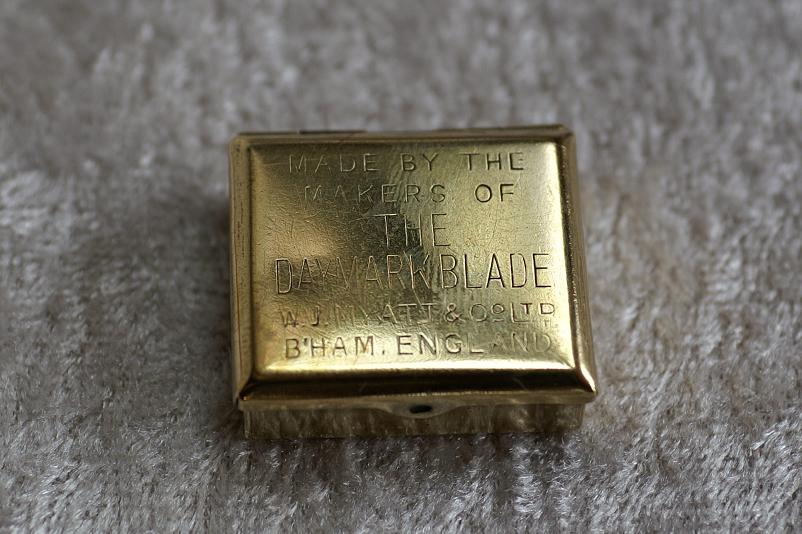 MADE BY THE
MAKERS OF
THE
DAYMARK BLADE
W.J. MYATT & Co LTD
B'HAM. ENGLAND